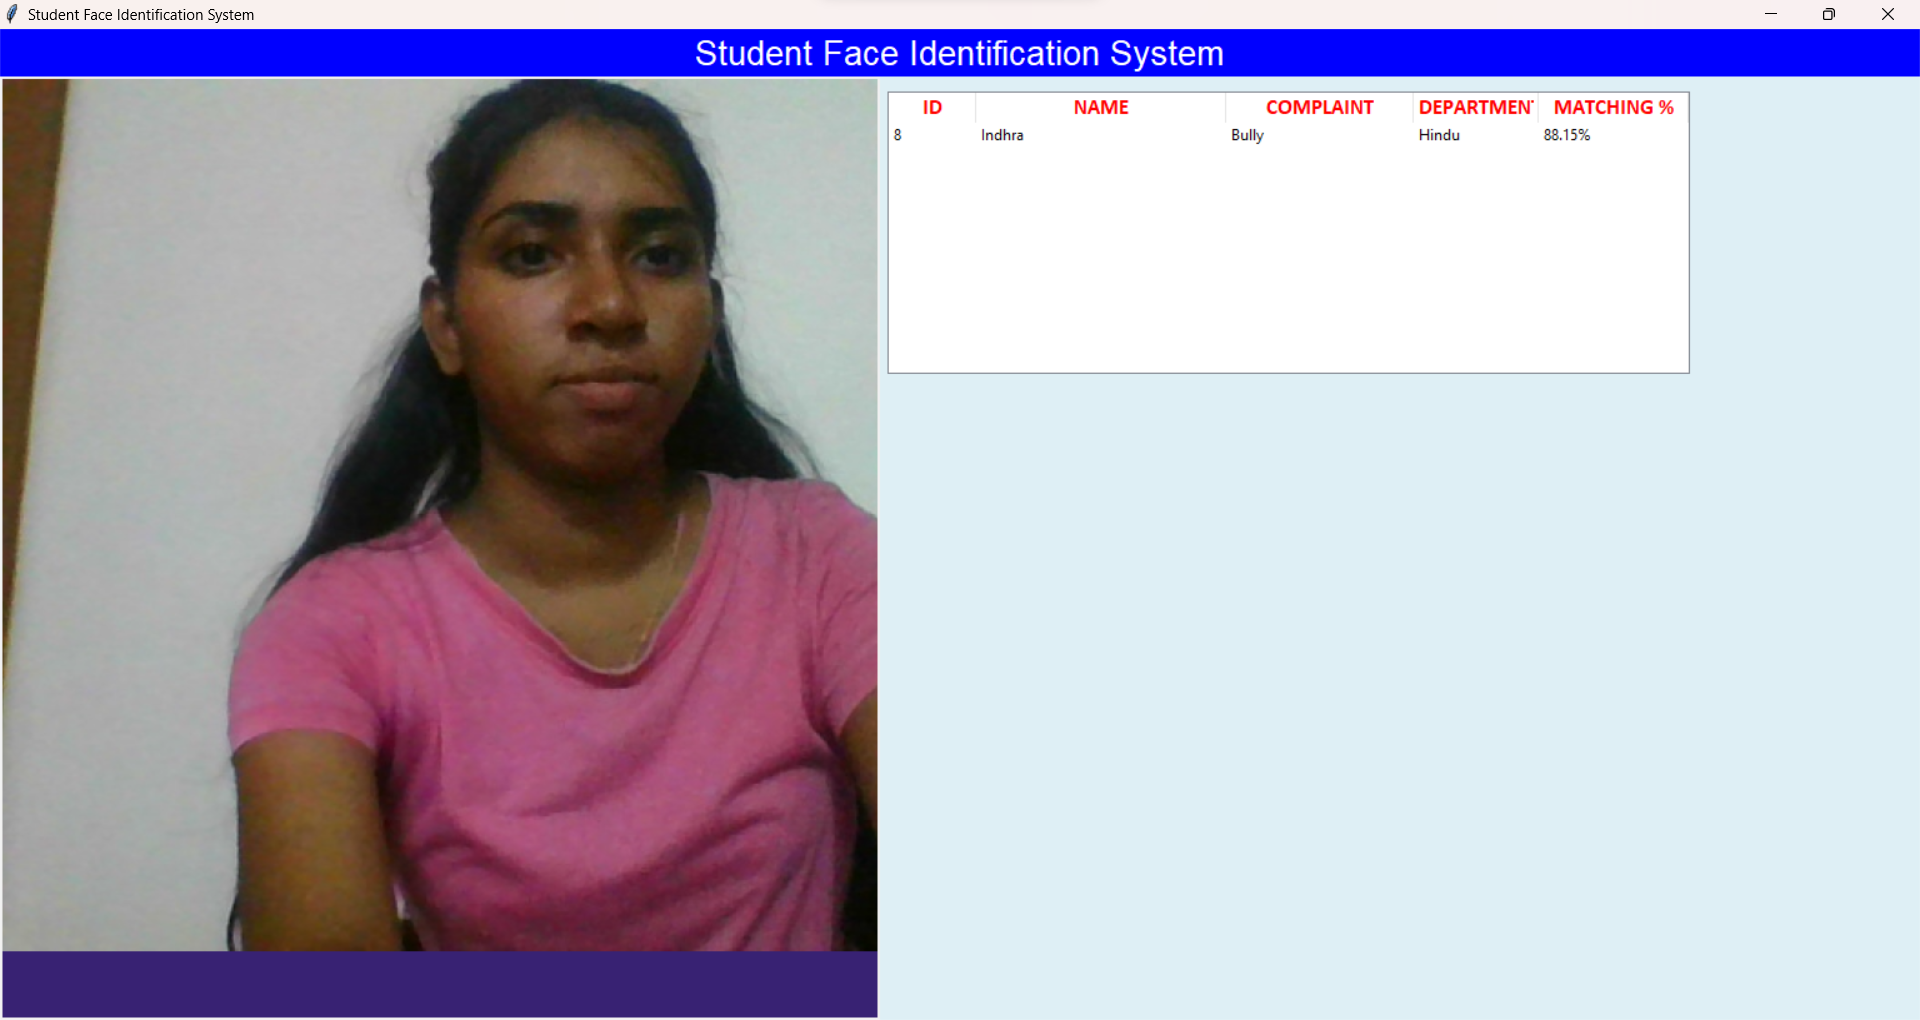 Student Face Identification System
Student Face Identification System
ID NAME COMPLAINT DEPARTMEN MATCHING %
8 Indhra Bully Hindu 88.15%